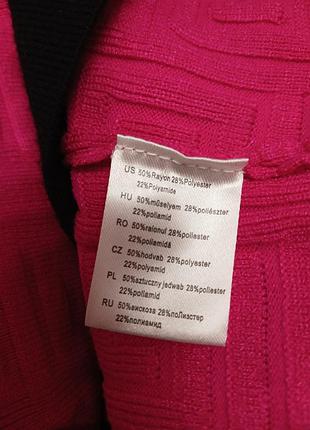 US 50%Rayon 28%Polyester
22%Polyamide
HU 50%műselyem 28%poliészter
22%poliamid
RO 50%raionul 28%poliester
22%poliamidă
CZ 50%hodvab 28%polyester
22%polyamid
PL 50%sztuczny jedwab 28%poliester
22%poliamid
RU 50%вискоза 28%поПизстер
22%полиамид